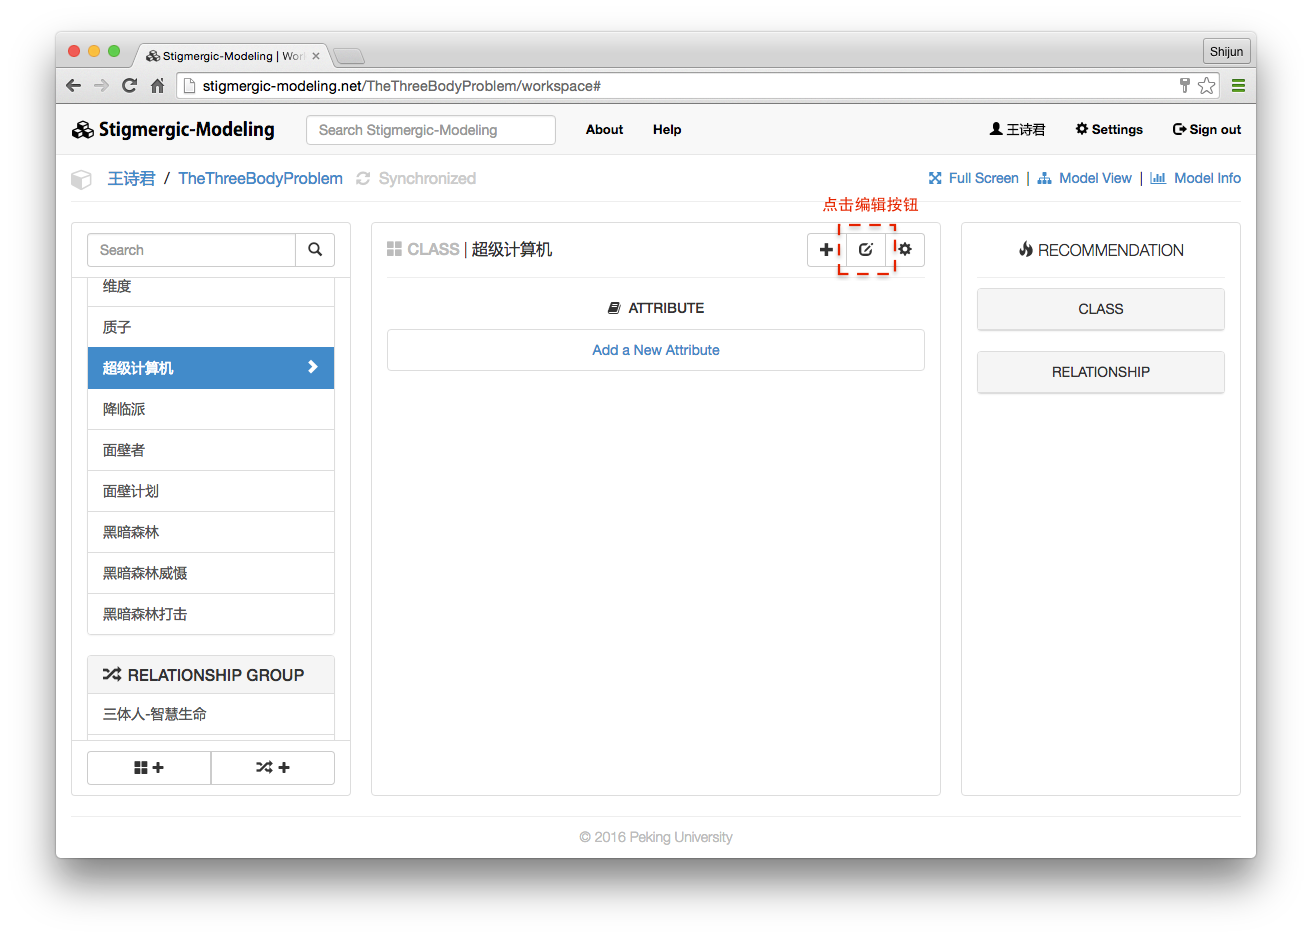 Stigmergic-Modeling | Wor
Shijun
stigmergic-modeling.net/TheThreeBodyProblem/workspace#
Stigmergic-Modeling
Search Stigmergic-Modeling
About
Help
王诗君
Settings
Sign out
王诗君 / TheThreeBodyProblem
Synchronized
Full Screen | Model View | Model Info
点击编辑按钮
Search
维度
质子
超级计算机
降临派
面壁者
面壁计划
黑暗森林
黑暗森林威慑
黑暗森林打击
RELATIONSHIP GROUP
三体人-智慧生命
CLASS | 超级计算机
ATTRIBUTE
Add a New Attribute
RECOMMENDATION
CLASS
RELATIONSHIP
© 2016 Peking University